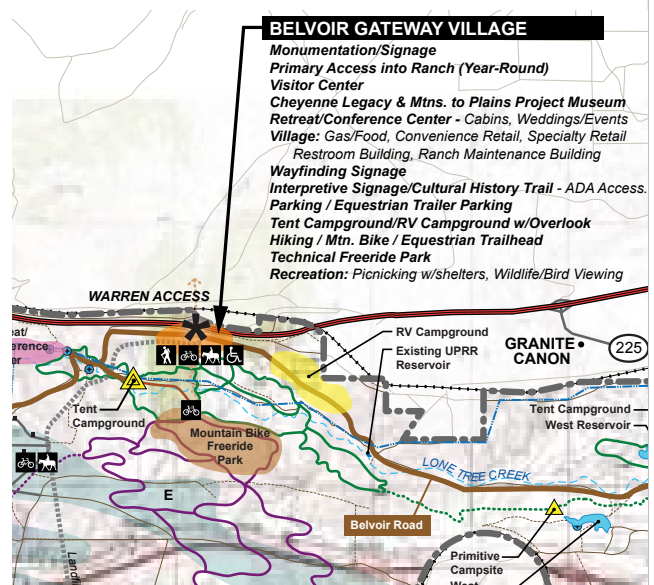 BELVOIR GATEWAY VILLAGE
Monumentation/Signage
Primary Access into Ranch (Year-Round)
Visitor Center
Cheyenne Legacy & Mtns. to Plains Project Museum
Retreat/Conference Center - Cabins, Weddings/Events
Village: Gas/Food, Convenience Retail, Specialty Retail
Restroom Building, Ranch Maintenance Building
Wayfinding Signage
Interpretive Signage/Cultural History Trail - ADA Access.
Parking / Equestrian Trailer Parking
Tent Campground/RV Campground w/Overlook
Hiking / Mtn. Bike / Equestrian Trailhead
Technical Freeride Park
Recreation: Picnicking w/shelters, Wildlife/Bird Viewing
WARREN ACCESS
eat/
erence
er
RV Campground
Existing UPRR
Reservoir
GRANITE
CANON
225
Tent
Campground
Tent Campground
West Reservoir
Mountain Bike
Freeride
Park
LONE TREE CREEK
E
Belvoir Road
Primitive
Campsite
West
Landf